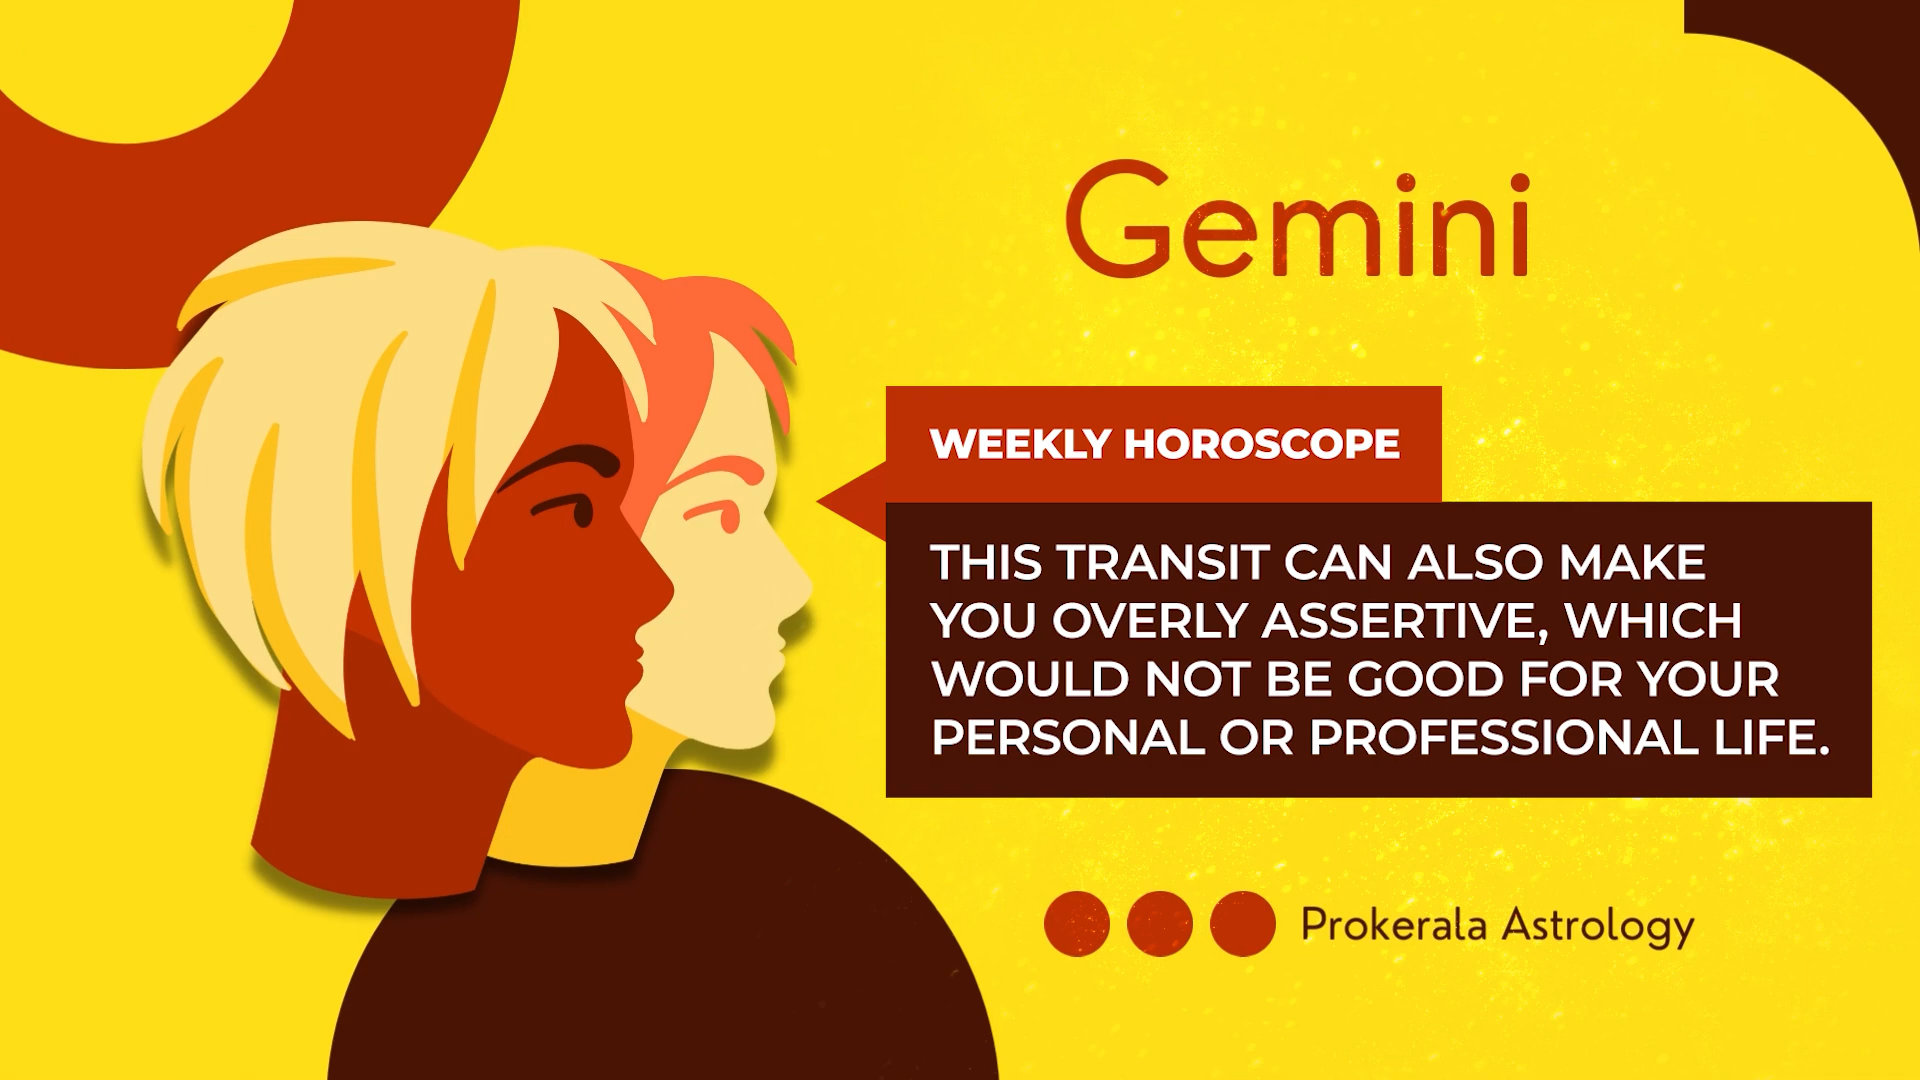 Gemini
WEEKLY HOROSCOPE
THIS TRANSIT CAN ALSO MAKE
YOU OVERLY ASSERTIVE, WHICH
WOULD NOT BE GOOD FOR YOUR
PERSONAL OR PROFESSIONAL LIFE.
Prokerala Astrology